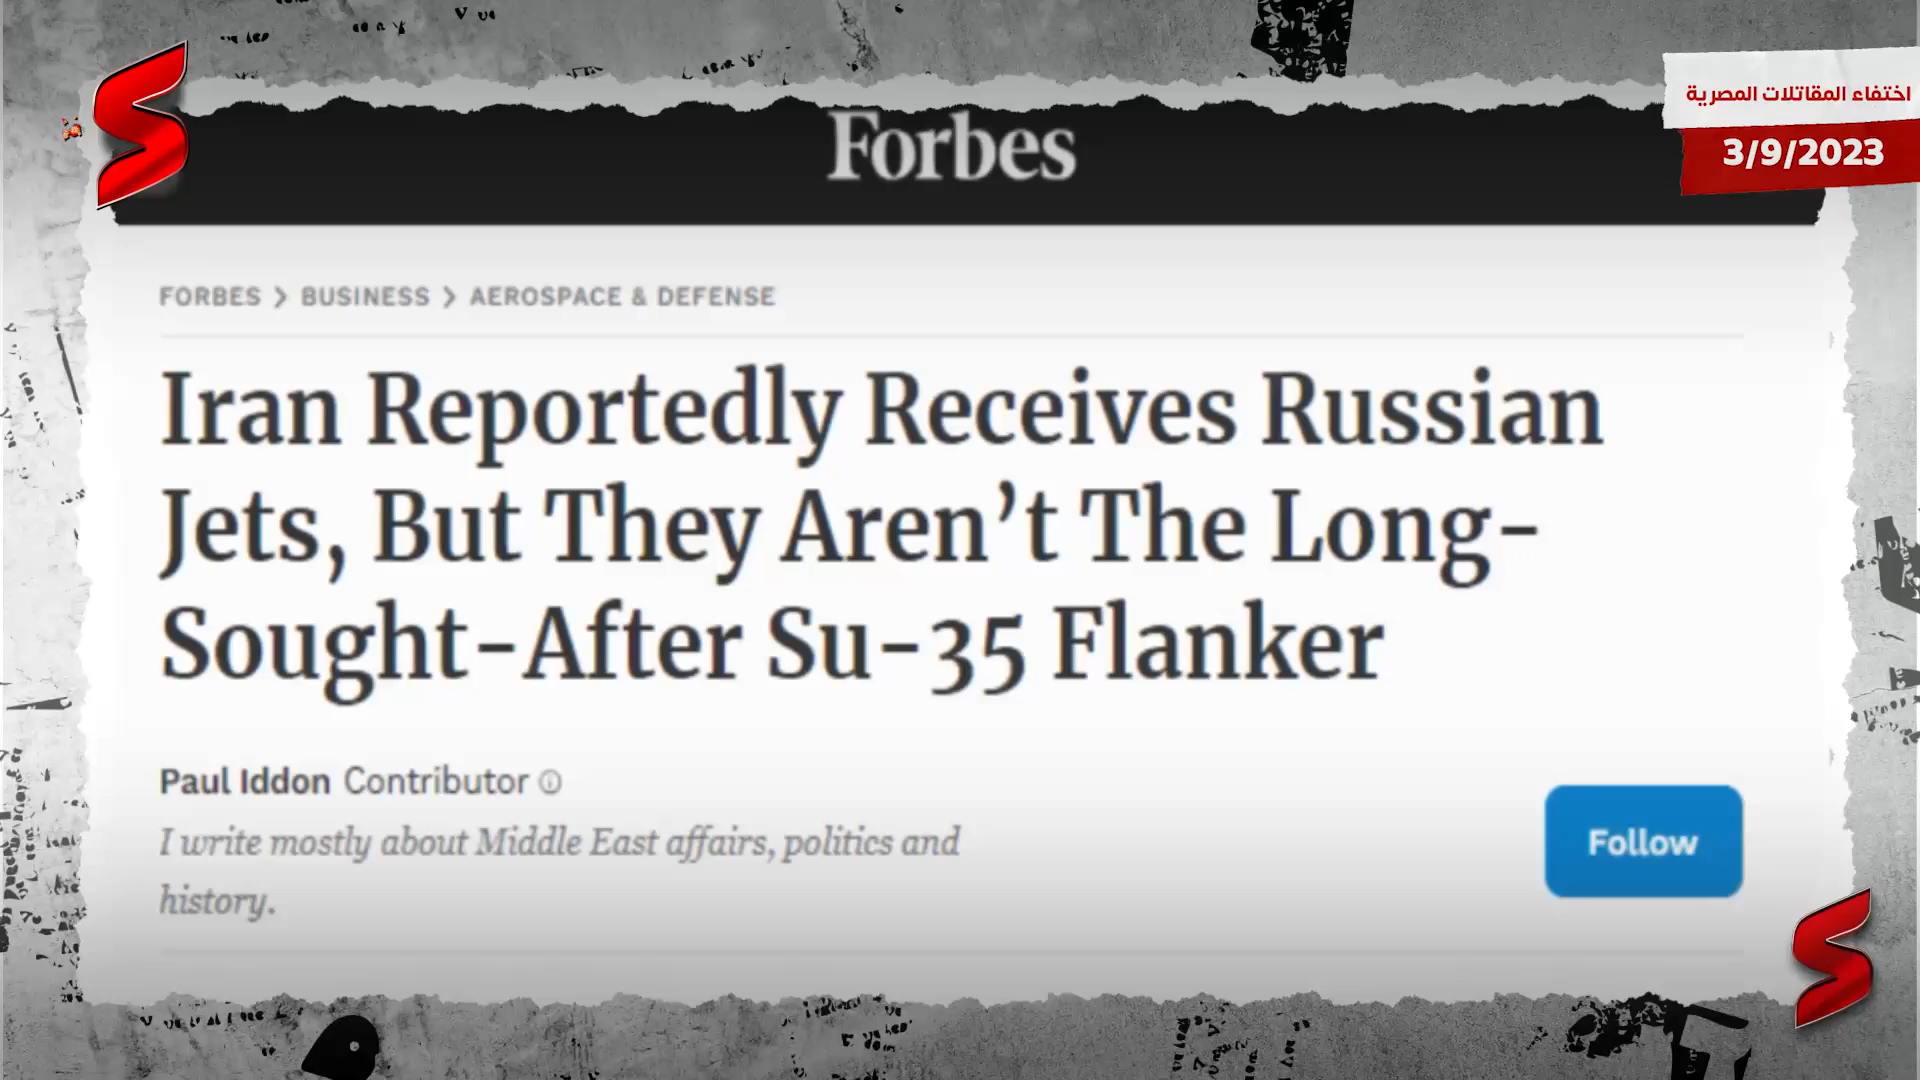 اختفاء المقاتلات المصرية
3/9/2023
Forbes
FORBES > BUSINESS > AEROSPACE & DEFENSE
Iran Reportedly Receives Russian
Jets, But They Aren't The Long-
Sought-After Su-35 Flanker
Paul Iddon Contributor
I write mostly about Middle East affairs, politics and
history.
Follow